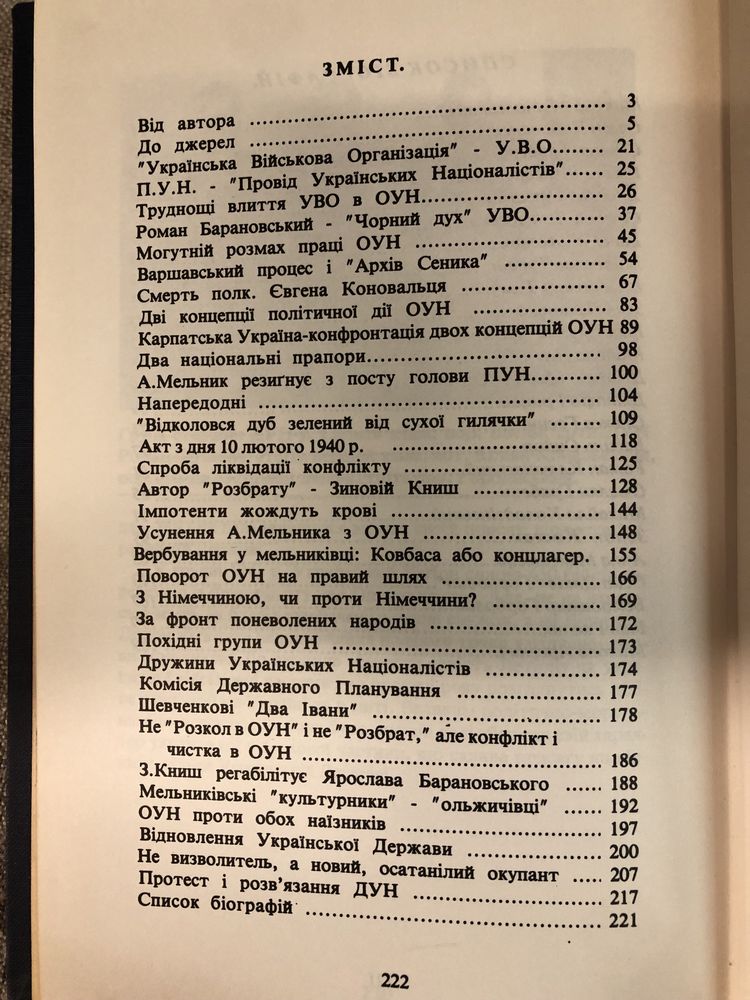 ЗМІСТ.
Від автора ........ 3
До джерел ........ 5
"Українська Військова Організація" - У.В.О........ 21
П.У.Н. - "Провід Українських Націоналістів"...... 25
Труднощі влиття УВО в ОУН........ 26
Роман Барановський - "Чорний дух" УВО........ 37
Могутній розмах праці ОУН ........ 45
Варшавський процес і "Архів Сеника" ........ 54
Смерть полк. Євгена Коновальця ........ 67
Дві концепції політичної дії ОУН ........ 83
Карпатська Україна-конфронтація двох концепцій ОУН 89
Два національні прапори........ 98
А.Мельник резиґнує з посту голови ПУН........ 100
Напередодні ........ 104
"Відколовся дуб зелений від сухої гилячки" ........ 109
Акт з дня 10 лютого 1940 р. ........ 118
Спроба ліквідації конфлікту ........ 125
Автор "Розбрату" - Зиновій Книш ........ 128
Імпотенти жождуть крові ........ 144
Усунення А.Мельника з ОУН ........ 148
Вербування у мельниківці: Ковбаса або концлагер. 155
Поворот ОУН на правий шлях ........ 166
З Німеччиною, чи проти Німеччини? ........ 169
За фронт поневолених народів ........ 172
Похідні групи ОУН ........ 173
Дружини Українських Націоналістів ........ 174
Комісія Державного Планування ........ 177
Шевченкові "Два Івани" ........ 178
Не "Розкол в ОУН" і не "Розбрат," але конфлікт і
чистка в ОУН ........ 186
З.Книш регабілітує Ярослава Барановського ...... 188
Мельниківські "культурники" - "ольжичівці" ...... 192
ОУН проти обох наїзників ........ 197
Відновлення Української Держави ........ 200
Не визволитель, а новий, осатанілий окупант ..... 207
Протест і розв'язання ДУН ........ 217
Список біографій ........ 221
222